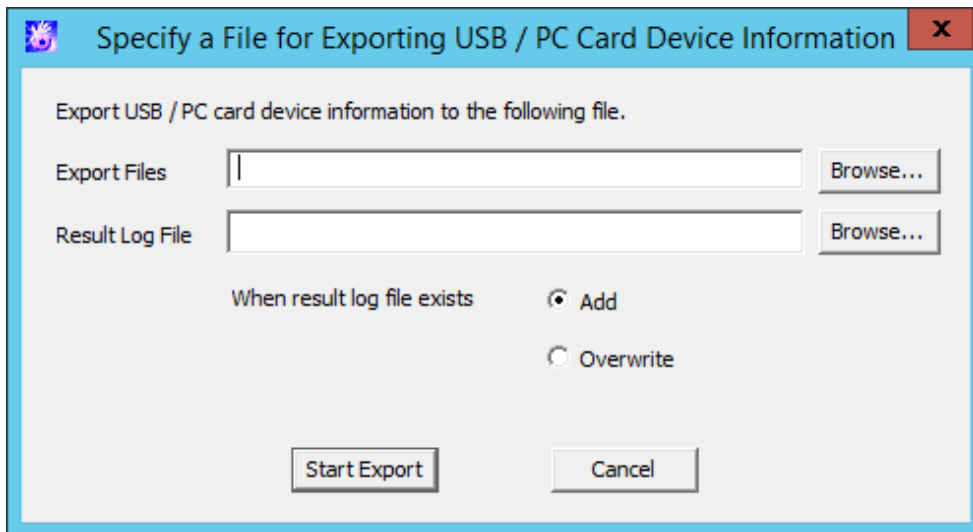 Specify a File for Exporting USB / PC Card Device Information
x
Export USB / PC card device information to the following file.
Export Files
Browse...
Result Log File
Browse...
When result log file exists
Add
Overwrite
Start Export
Cancel